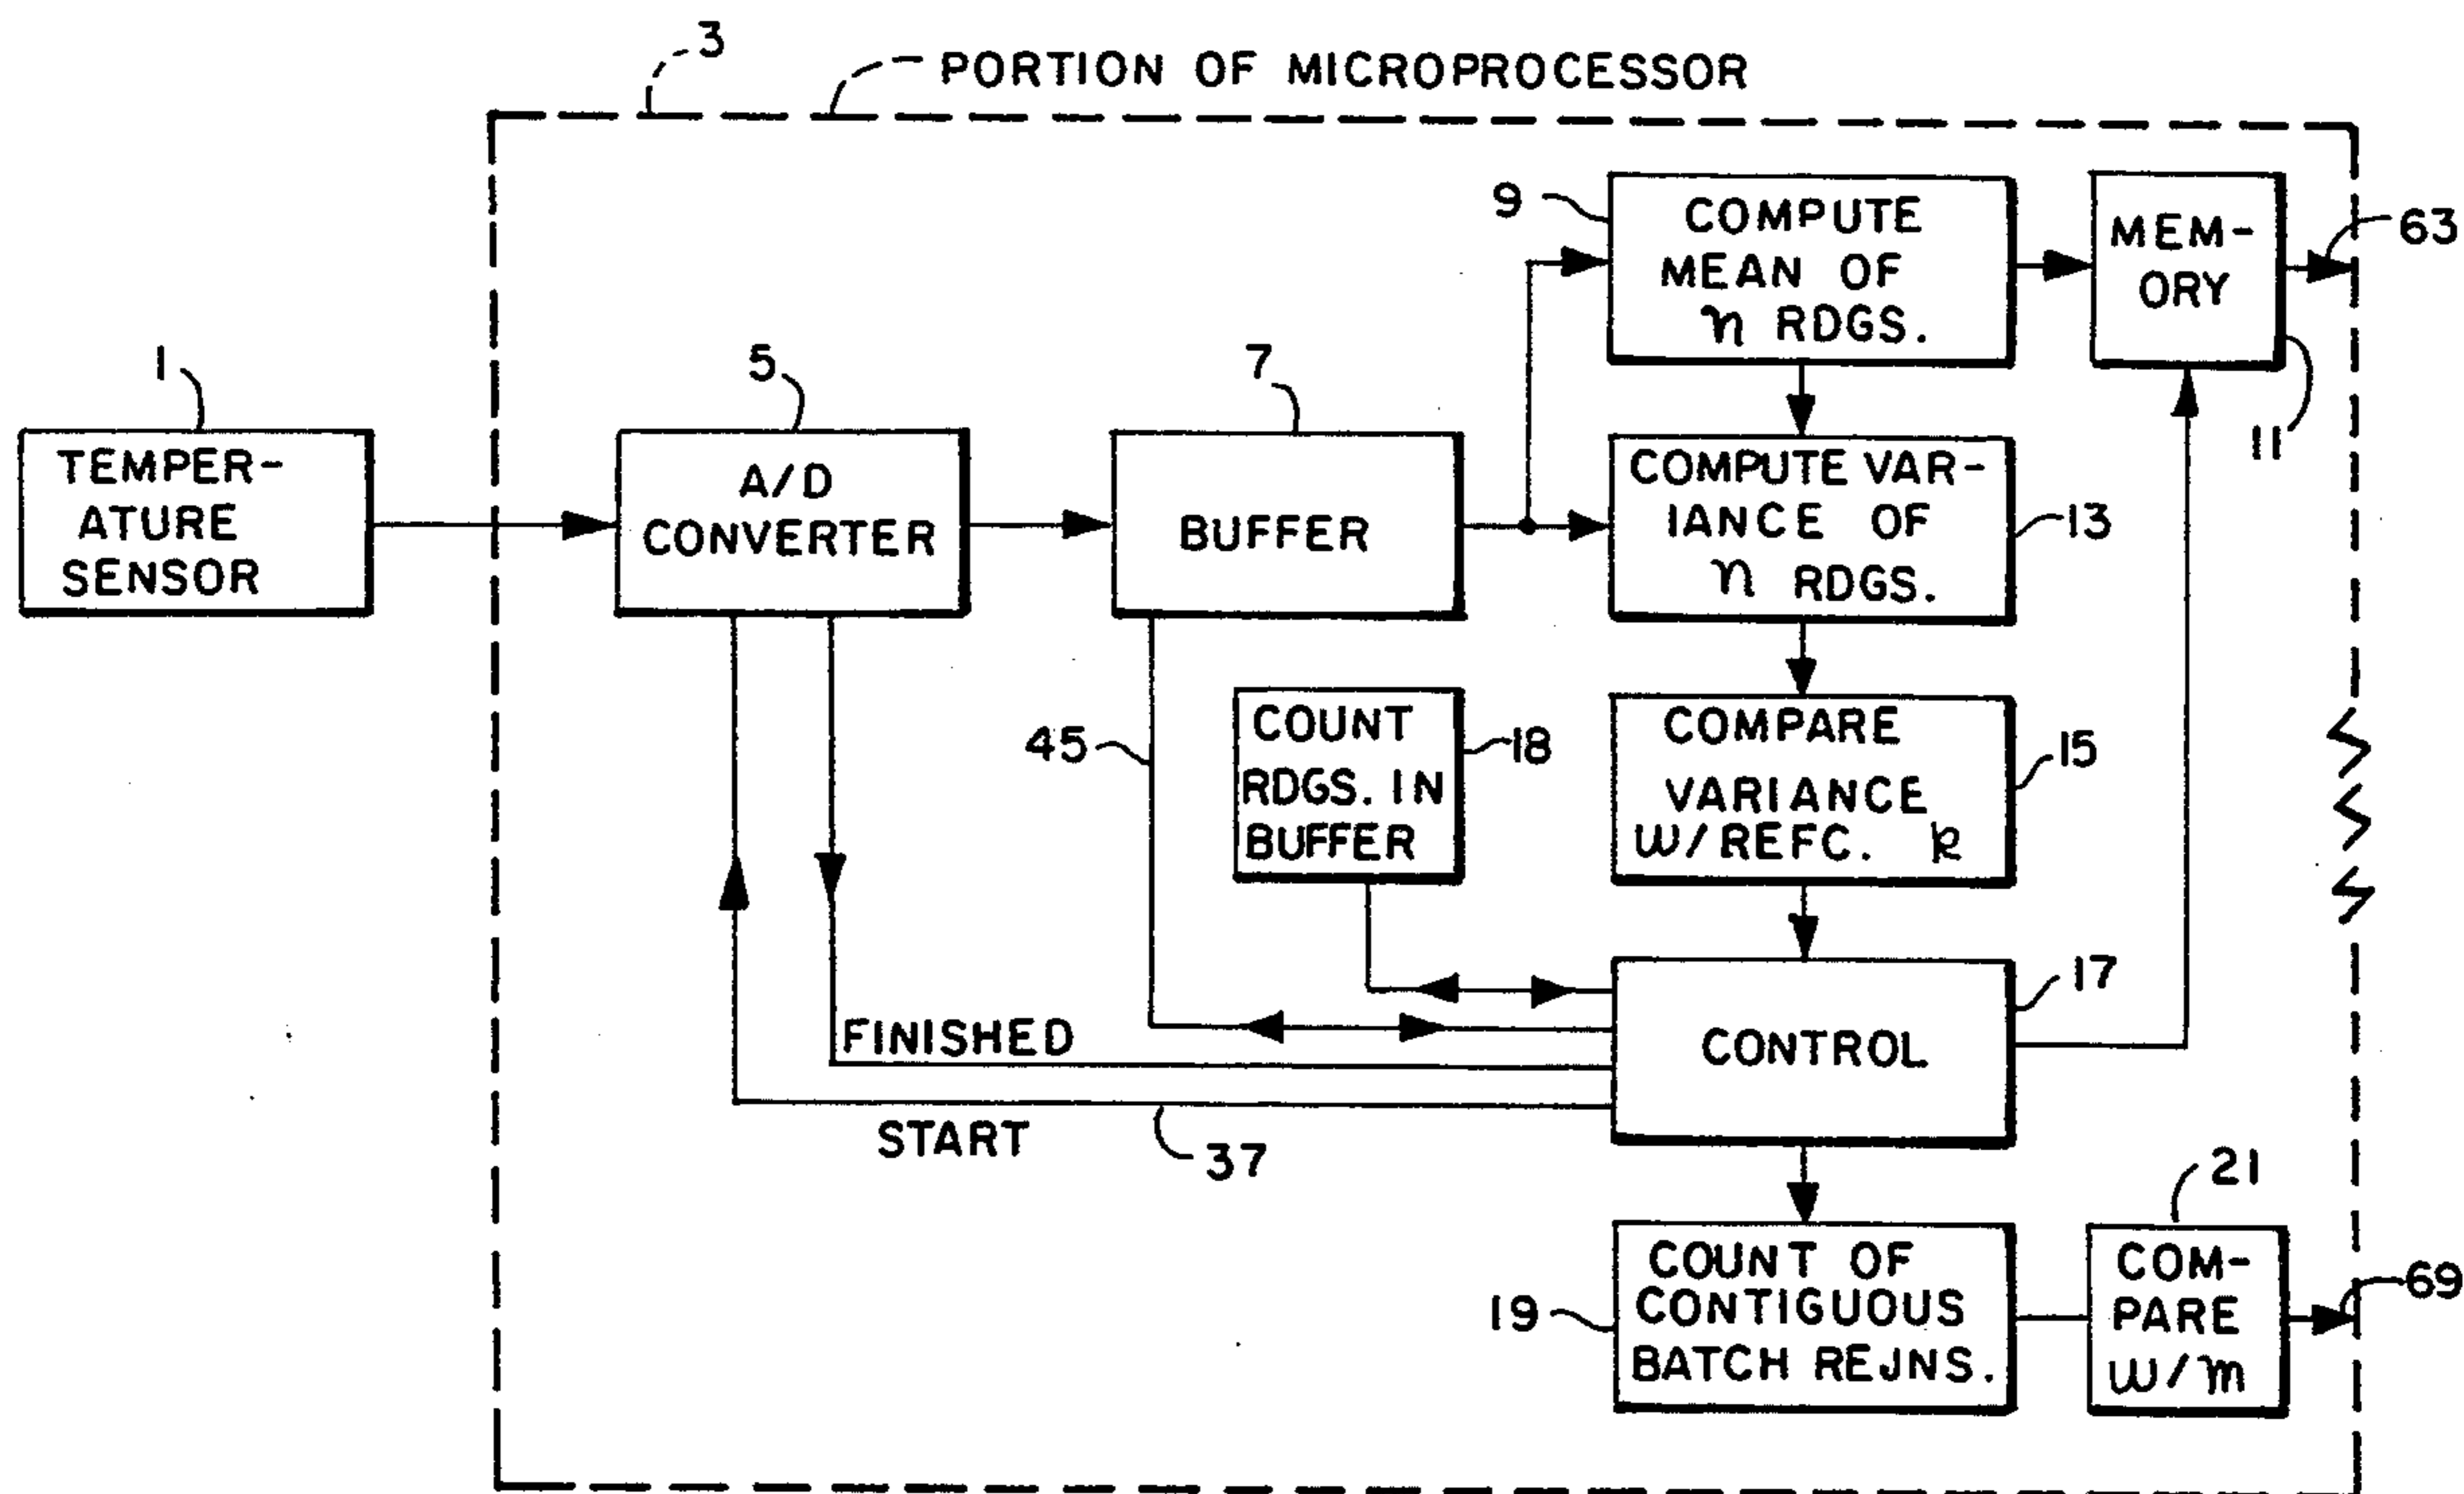 3
PORTION OF MICROPROCESSOR
9
COMPUTE
MEAN OF
n RDGS.
MEM-
ORY
63
11
1
TEMPER-
ATURE
SENSOR
5
A/D
CONVERTER
7
BUFFER
COMPUTE VAR-
IANCE OF
n RDGS.
13
45
COUNT
RDGS. IN
BUFFER
18
COMPARE
VARIANCE
W/REFC. k
15
FINISHED
START
37
CONTROL
17
19
COUNT OF
CONTIGUOUS
BATCH REJNS.
21
COM-
PARE
W/m
69